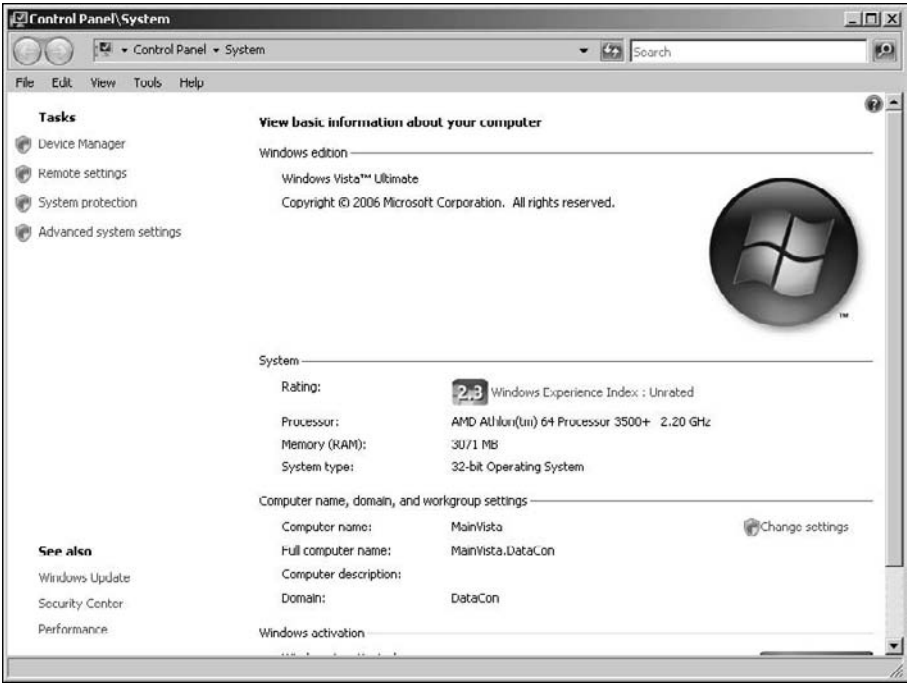 Control Panel\System
Control Panel System Search
File Edit View Tools Help
Tasks
Device Manager
Remote settings
System protection
Advanced system settings
See also
Windows Update
Security Center
Performance
View basic information about your computer
Windows edition
Windows Vista™ Ultimate
Copyright © 2006 Microsoft Corporation. All rights reserved.
TM
System
Rating: 2.3 Windows Experience Index : Unrated
Processor: AMD Athlon(tm) 64 Processor 3500+ 2.20 GHz
Memory (RAM): 3071 MB
System type: 32-bit Operating System
Computer name, domain, and workgroup settings
Computer name: MainVista Change settings
Full computer name: MainVista.DataCon
Computer description:
Domain: DataCon
Windows activation